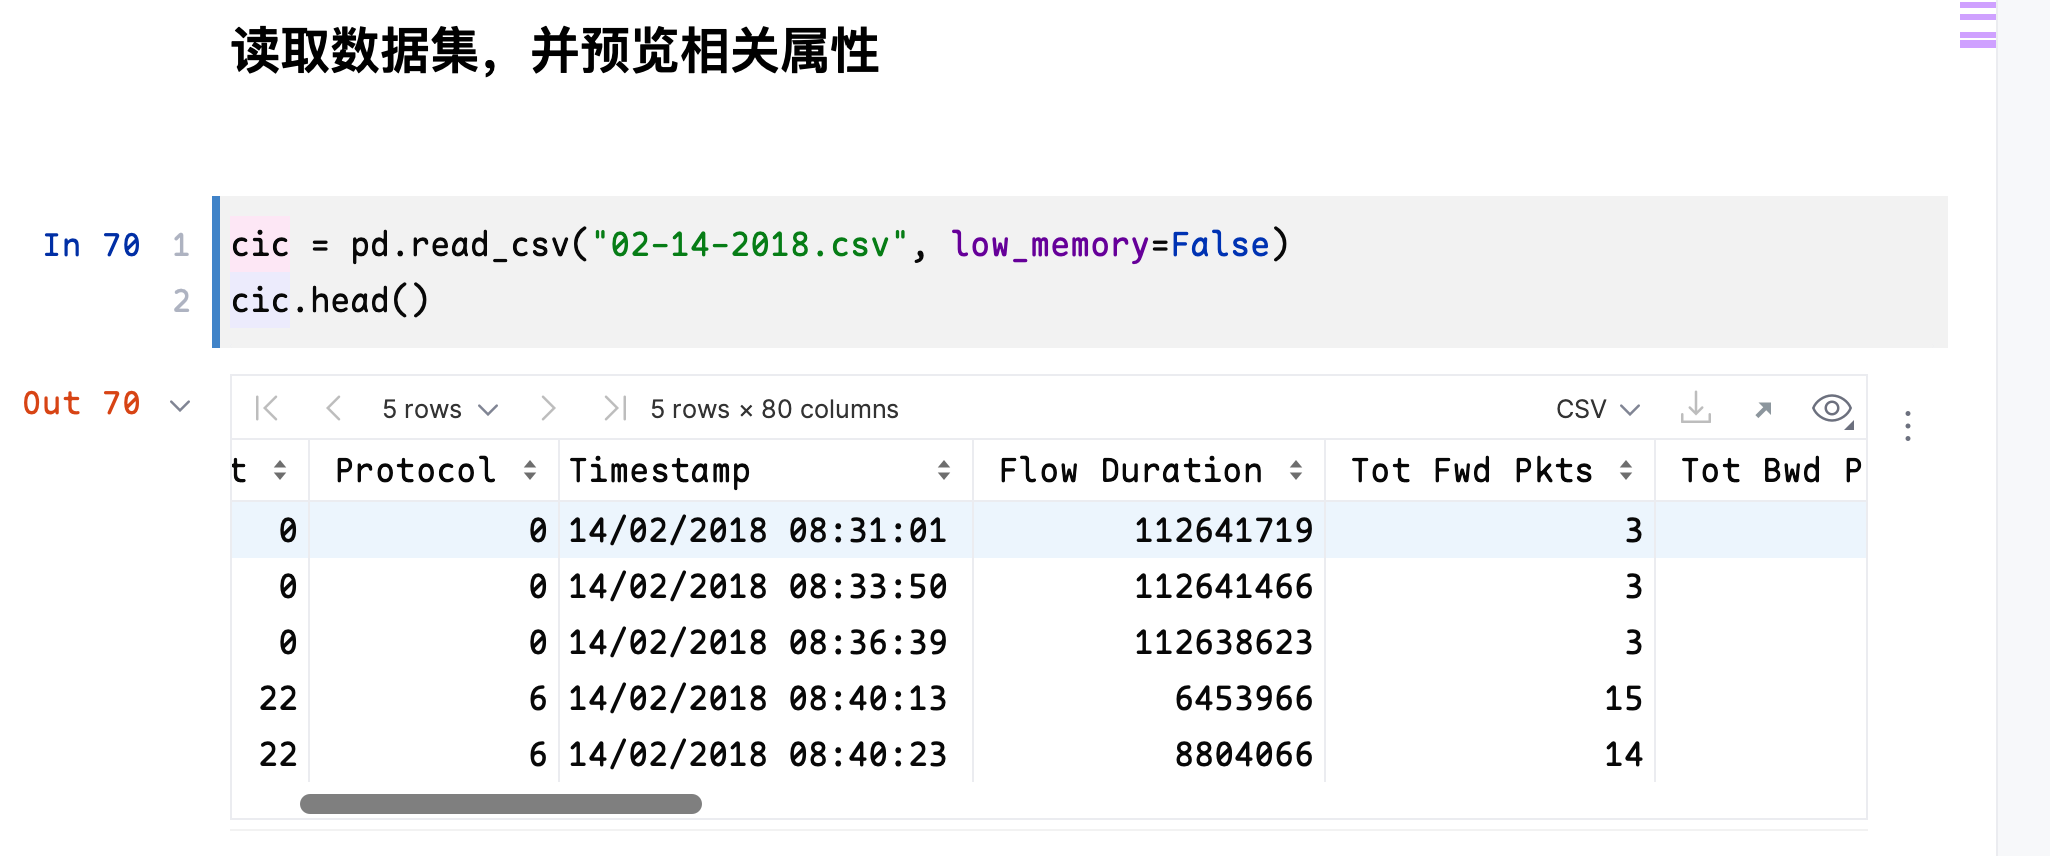 读取数据集，并预览相关属性
In 70 1 cic = pd.read_csv("02-14-2018.csv", low_memory=False)
2 cic.head()
Out 70 5 rows 5 rows × 80 columns CSV
t Protocol Timestamp Flow Duration Tot Fwd Pkts Tot Bwd P
0 0 14/02/2018 08:31:01 112641719 3
0 0 14/02/2018 08:33:50 112641466 3
0 0 14/02/2018 08:36:39 112638623 3
22 6 14/02/2018 08:40:13 6453966 15
22 6 14/02/2018 08:40:23 8804066 14